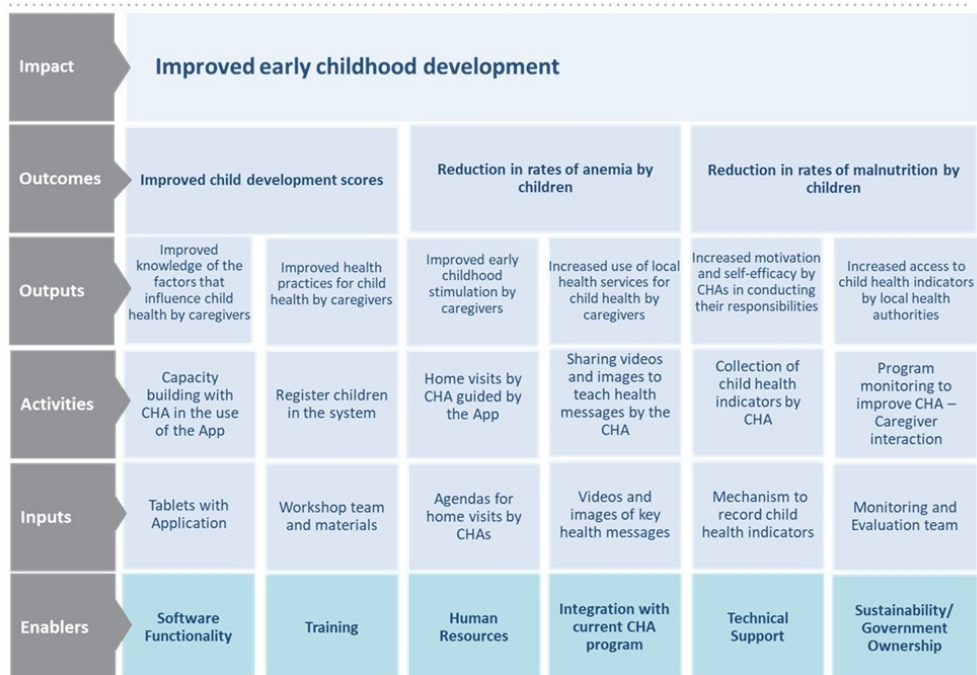 Impact
Improved early childhood development
Outcomes
Improved child development scores
Reduction in rates of anemia by
children
Reduction in rates of malnutrition by
children
Outputs
Improved
knowledge of the
factors that
influence child
health by caregivers
Improved health
practices for child
health by caregivers
Improved early
childhood
stimulation by
caregivers
Increased use of local
health services for
child health by
caregivers
Increased motivation
and self-efficacy by
CHAs in conducting
their responsibilities
Increased access to
child health indicators
by local health
authorities
Activities
Capacity
building with
CHA in the use
of the App
Register children
in the system
Home visits by
CHA guided by
the App
Sharing videos
and images to
teach health
messages by the
CHA
Collection of
child health
indicators by
CHA
Program
monitoring to
improve CHA –
Caregiver
interaction
Inputs
Tablets with
Application
Workshop team
and materials
Agendas for
home visits by
CHAs
Videos and
images of key
health messages
Mechanism to
record child
health indicators
Monitoring and
Evaluation team
Enablers
Software
Functionality
Training
Human
Resources
Integration with
current CHA
program
Technical
Support
Sustainability/
Government
Ownership